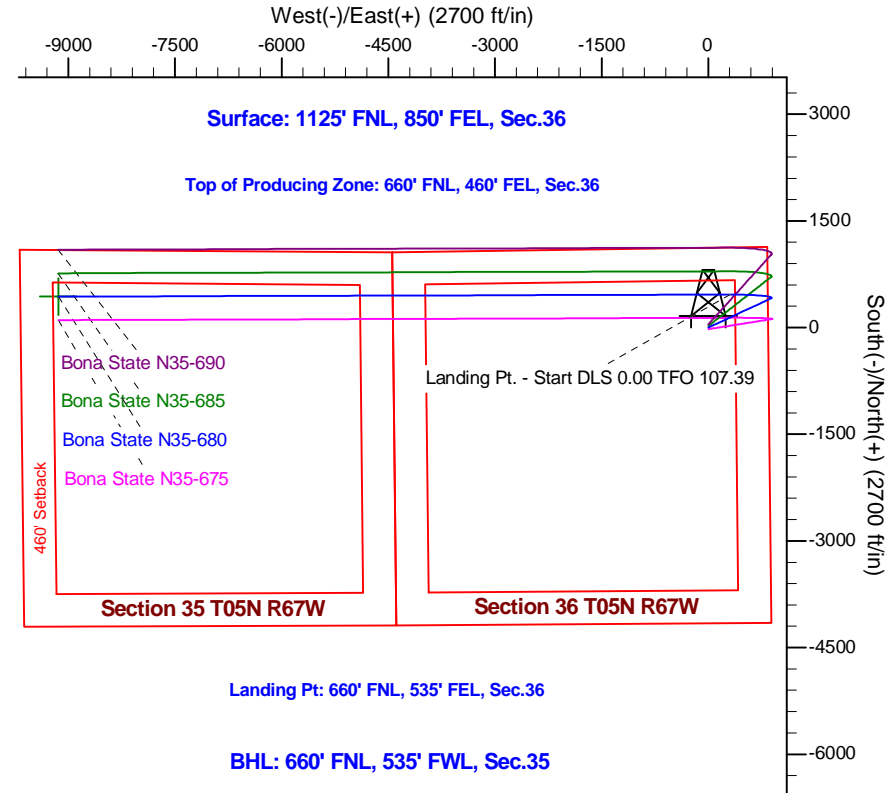 West(-)/East(+) (2700 ft/in)
-9000 -7500 -6000 -4500 -3000 -1500 0
Surface: 1125' FNL, 850' FEL, Sec.36
Top of Producing Zone: 660' FNL, 460' FEL, Sec.36
3000
1500
0
-1500
-3000
-4500
-6000
South(-)/North(+) (2700 ft/in)
Bona State N35-690
Landing Pt. - Start DLS 0.00 TFO 107.39
Bona State N35-685
Bona State N35-680
Bona State N35-675
460' Setback
Section 35 T05N R67W
Section 36 T05N R67W
Landing Pt: 660' FNL, 535' FEL, Sec.36
BHL: 660' FNL, 535' FWL, Sec.35